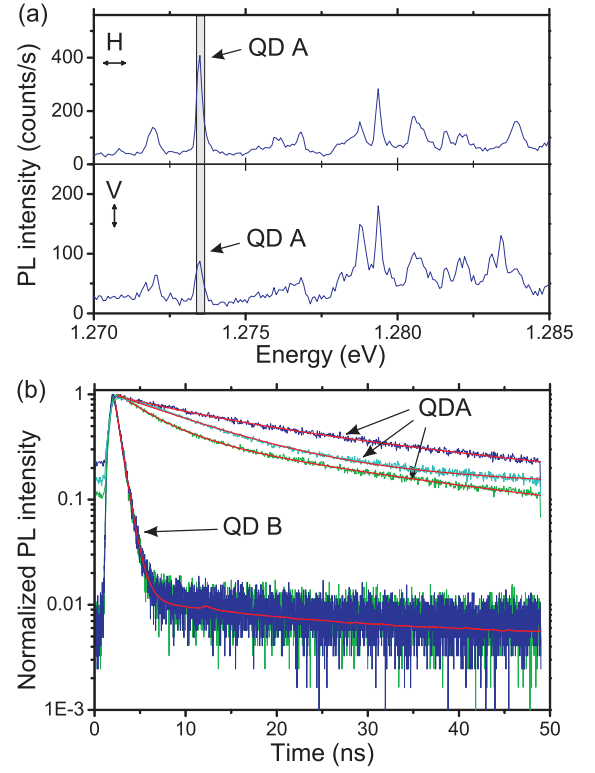 (a)
H
QD A
400
200
0
PL intensity (counts/s)
V
QD A
200
100
0
1.270 1.275 1.280 1.285
Energy (eV)
(b)
1
QDA
0.1
QD B
0.01
1E-3
Normalized PL intensity
0 10 20 30 40 50
Time (ns)